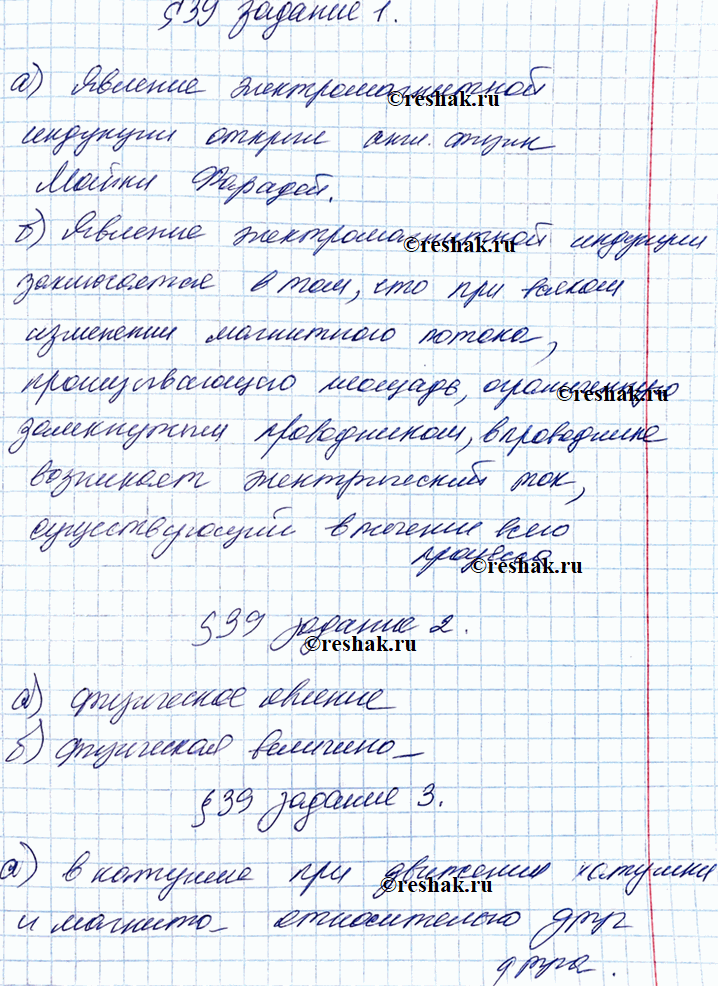 §39 задание 1.
а) Явление электромагнитной
©reshak.ru
индукции открыл англ. физик
Майкл Фарадей.
б) Явление электромагнитной индукции
©reshak.ru
заключается в том, что при всяком
изменении магнитного потока,
пронизывающего площадь, ограниченную
©reshak.ru
замкнутым проводником, в проводнике
возникает электрический ток,
существующий в течение всего
процесса
©reshak.ru
§39 задание 2.
©reshak.ru
а) физическое явление
б) физическая величина
§39 задание 3.
а) в катушке при движении катушки
©reshak.ru
и магнита относительно друг
друга.